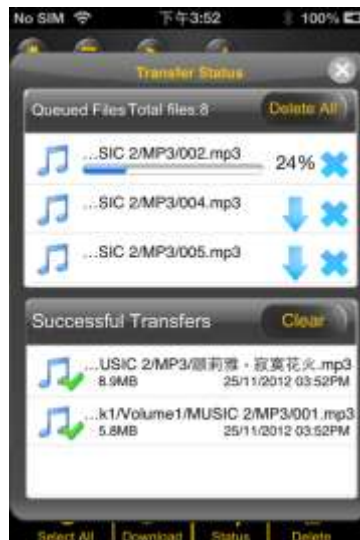 No SIM 下午3:52 100%
Transfer Status
Queued Files Total files:8 Delete All
...SIC 2/MP3/002.mp3
24%
...SIC 2/MP3/004.mp3
...SIC 2/MP3/005.mp3
Successful Transfers Clear
...USIC 2/MP3/ 莉雅 - 寂寞花火.mp3
8.9MB 25/11/2012 03:52PM
...k1/Volume1/MUSIC 2/MP3/001.mp3
5.8MB 25/11/2012 03:52PM
Select All Download Status Delete